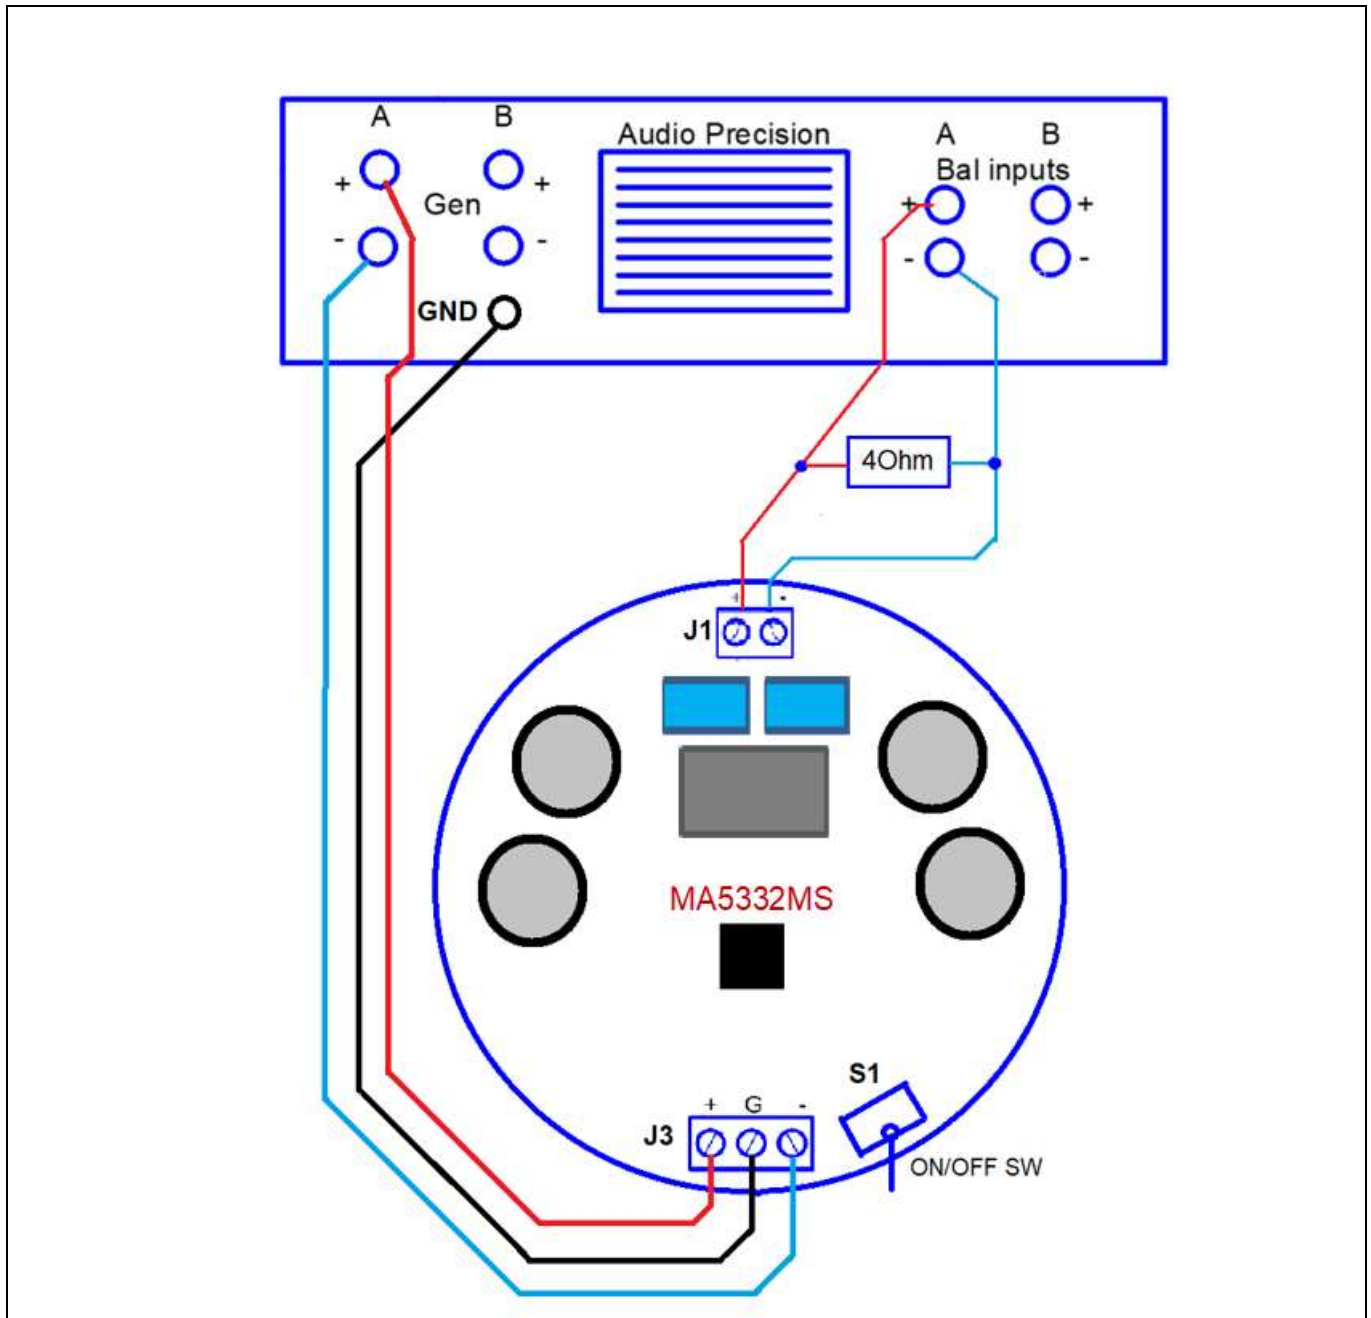 A
B
Audio Precision
A
B
Bal inputs
+
Gen
+
+
+
-
-
-
-
GND
4Ohm
+
-
J1
MA5332MS
S1
+ G -
J3
ON/OFF SW